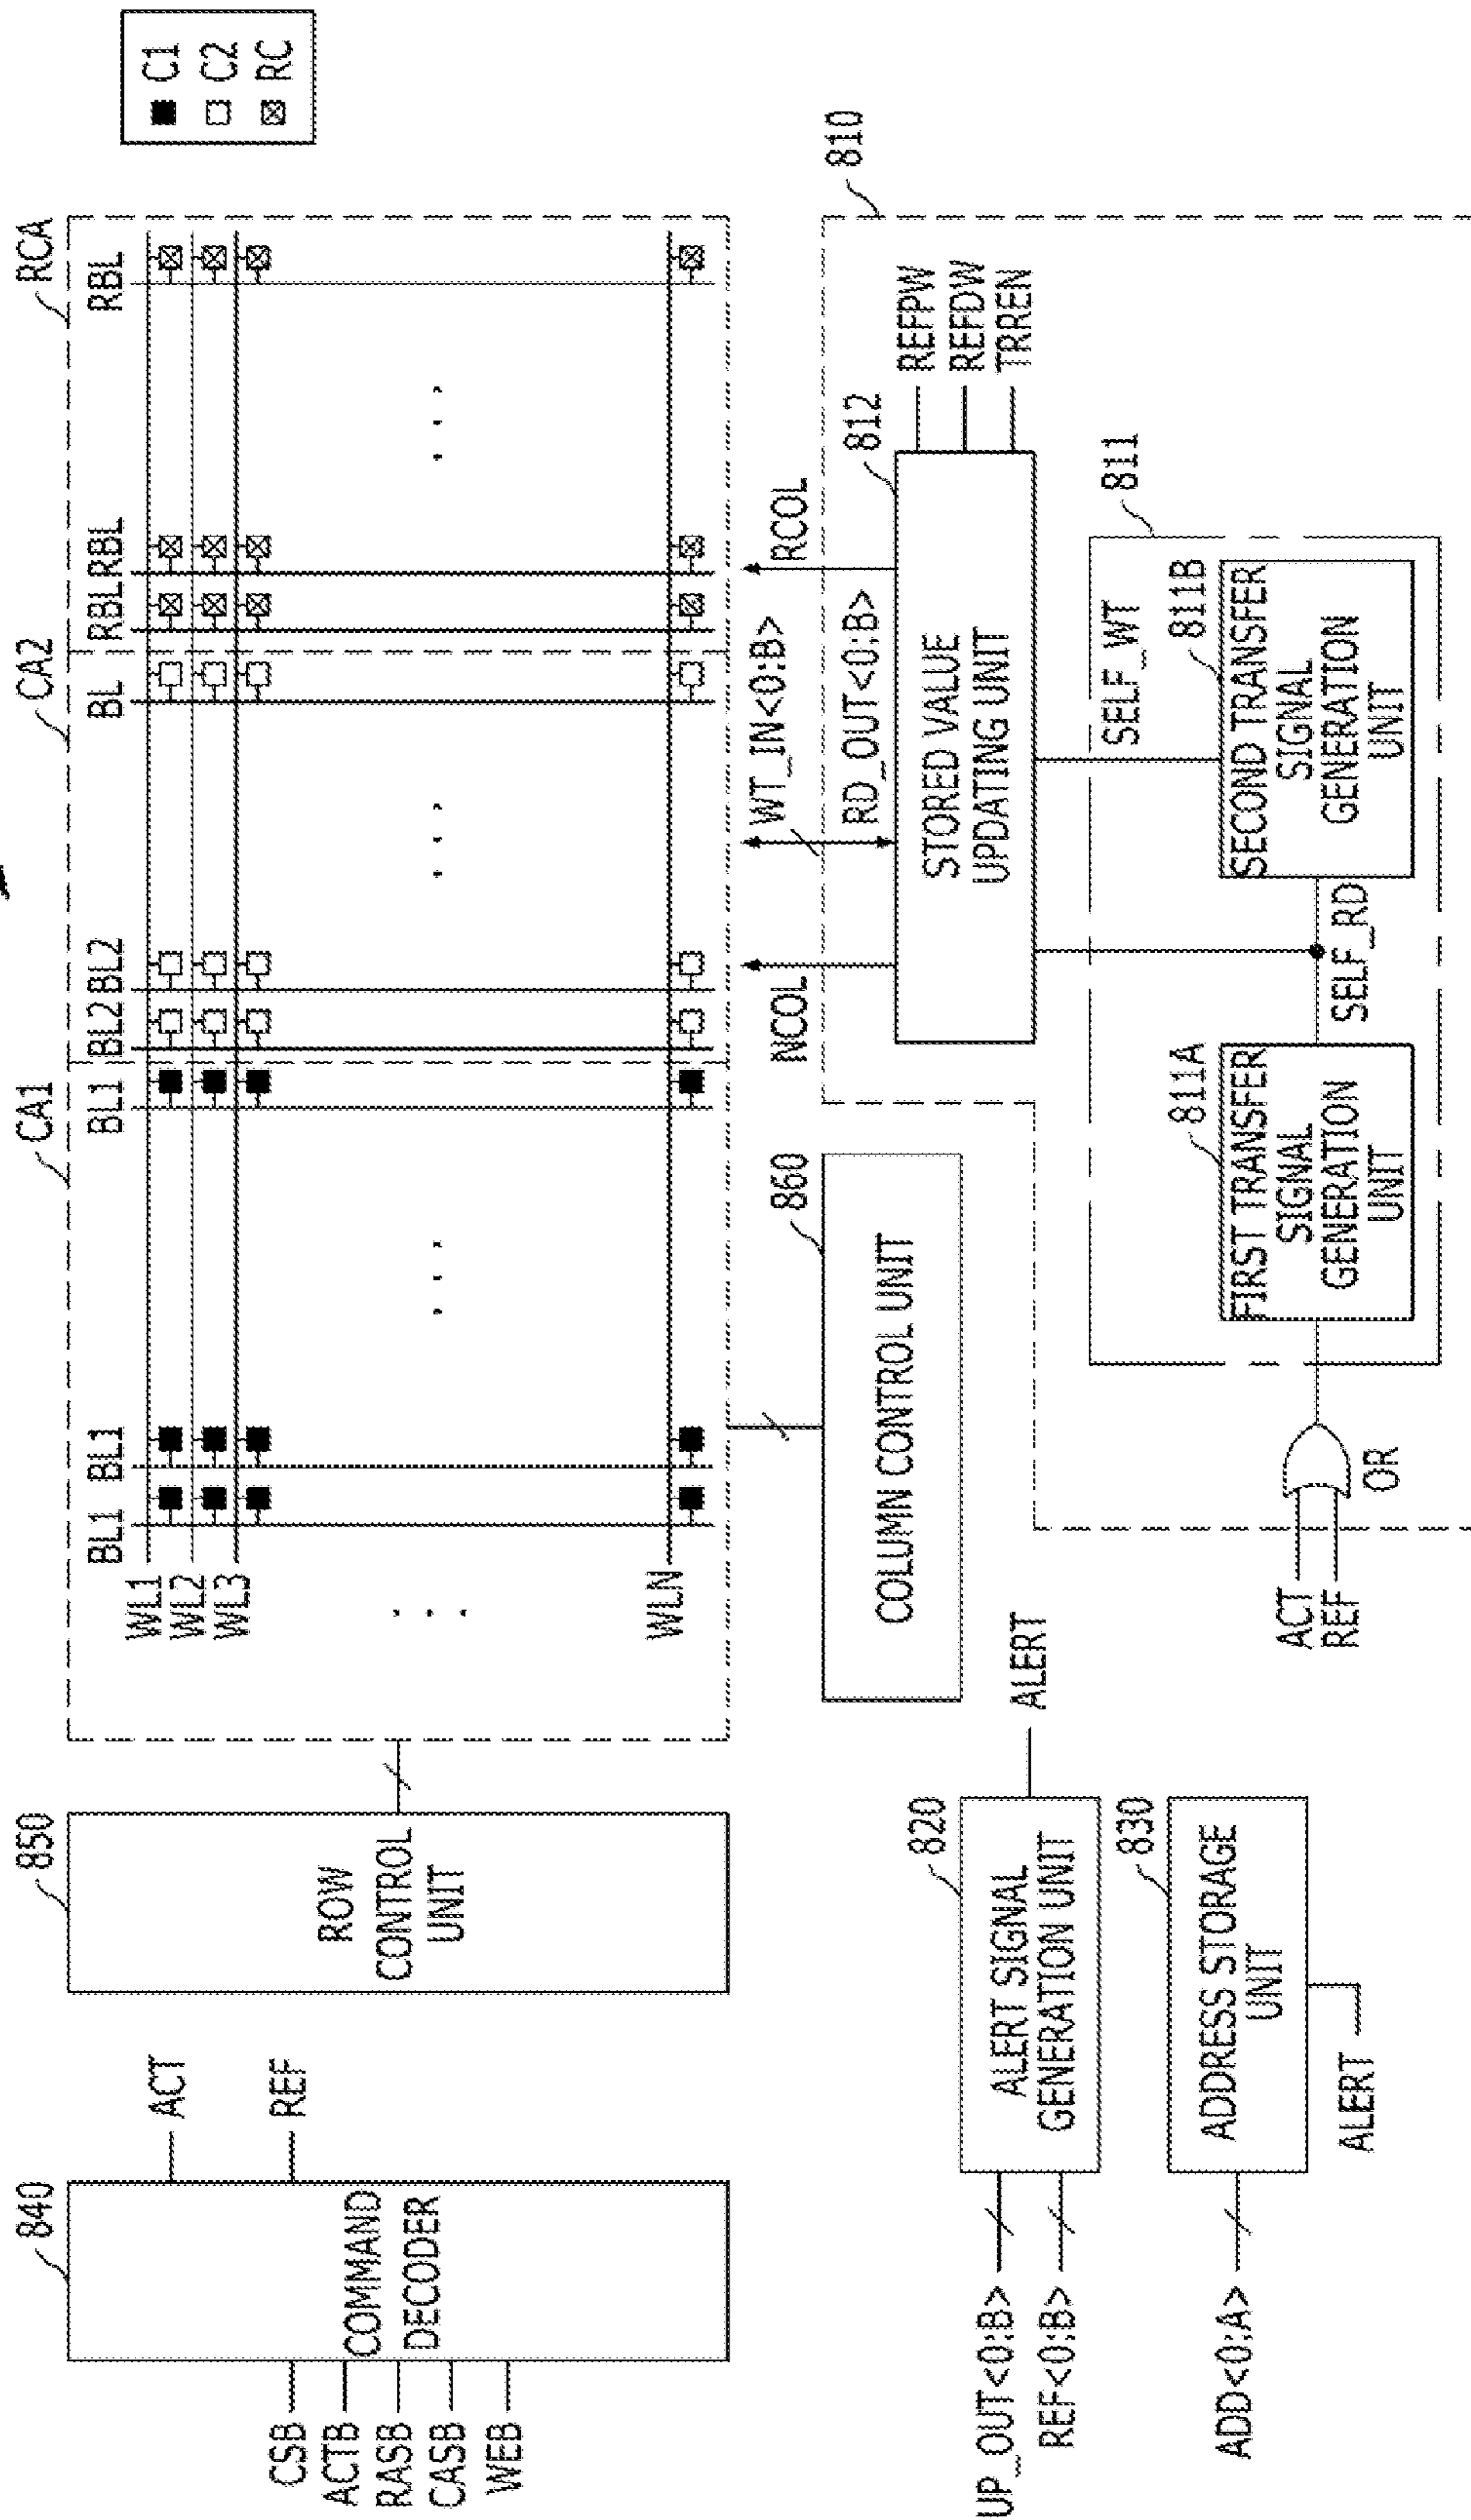 840
COMMAND
DECODER
CSB
ACTB
RASB
CASB
WEB
ACT
REF
850
ROW
CONTROL
UNIT
CA1
CA2
RCA
BL1
BL1
BL1
BL2
BL2
BL
RBL
RBL
RBL
WL1
WL2
WL3
WLN
C1
C2
RC
UP_OUT<0:B>
REF<0:B>
820
ALERT SIGNAL
GENERATION UNIT
ALERT
ADD<0:A>
830
ADDRESS STORAGE
UNIT
ALERT
860
COLUMN CONTROL UNIT
NCOL
WT_IN<0:B>
RD_OUT<0:B>
RCOL
810
812
STORED VALUE
UPDATING UNIT
REFPW
REFDW
TRREN
811
SELF_WT
ACT
REF
OR
811A
FIRST TRANSFER
SIGNAL
GENERATION
UNIT
SELF_RD
811B
SECOND TRANSFER
SIGNAL
GENERATION
UNIT